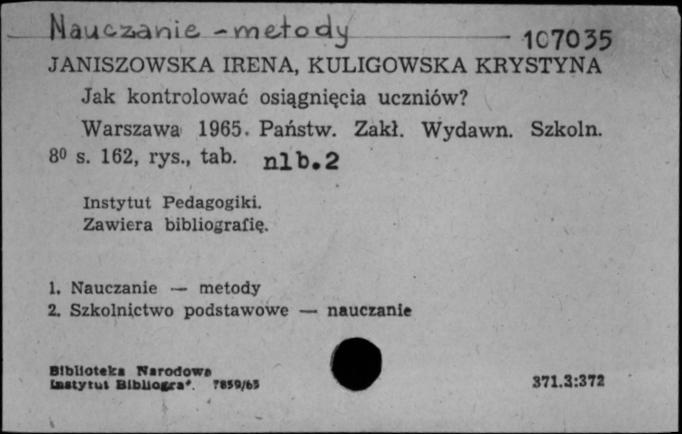 Nauczanie - metody 107035
JANISZOWSKA IRENA, KULIGOWSKA KRYSTYNA
Jak kontrolować osiągnięcia uczniów?
Warszawa 1965. Państw. Zakł. Wydawn. Szkoln.
8⁰ s. 162, rys., tab. nlb.2
Instytut Pedagogiki.
Zawiera bibliografię.
1. Nauczanie — metody
2. Szkolnictwo podstawowe — nauczanie
Biblioteka Narodowa
Instytut Bibliogra*. 7859/65 371.3:372